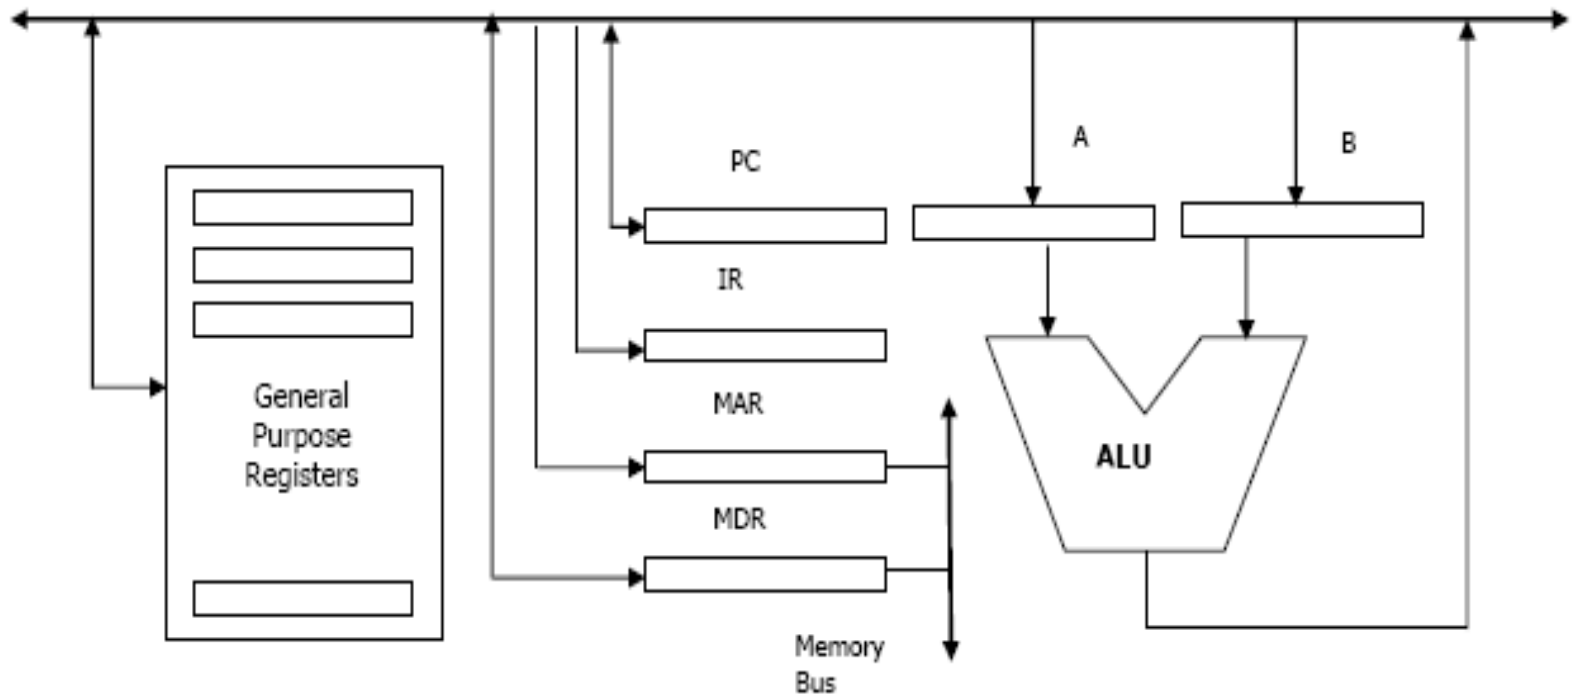 A
B
PC
IR
General
Purpose
Registers
MAR
ALU
MDR
Memory
Bus